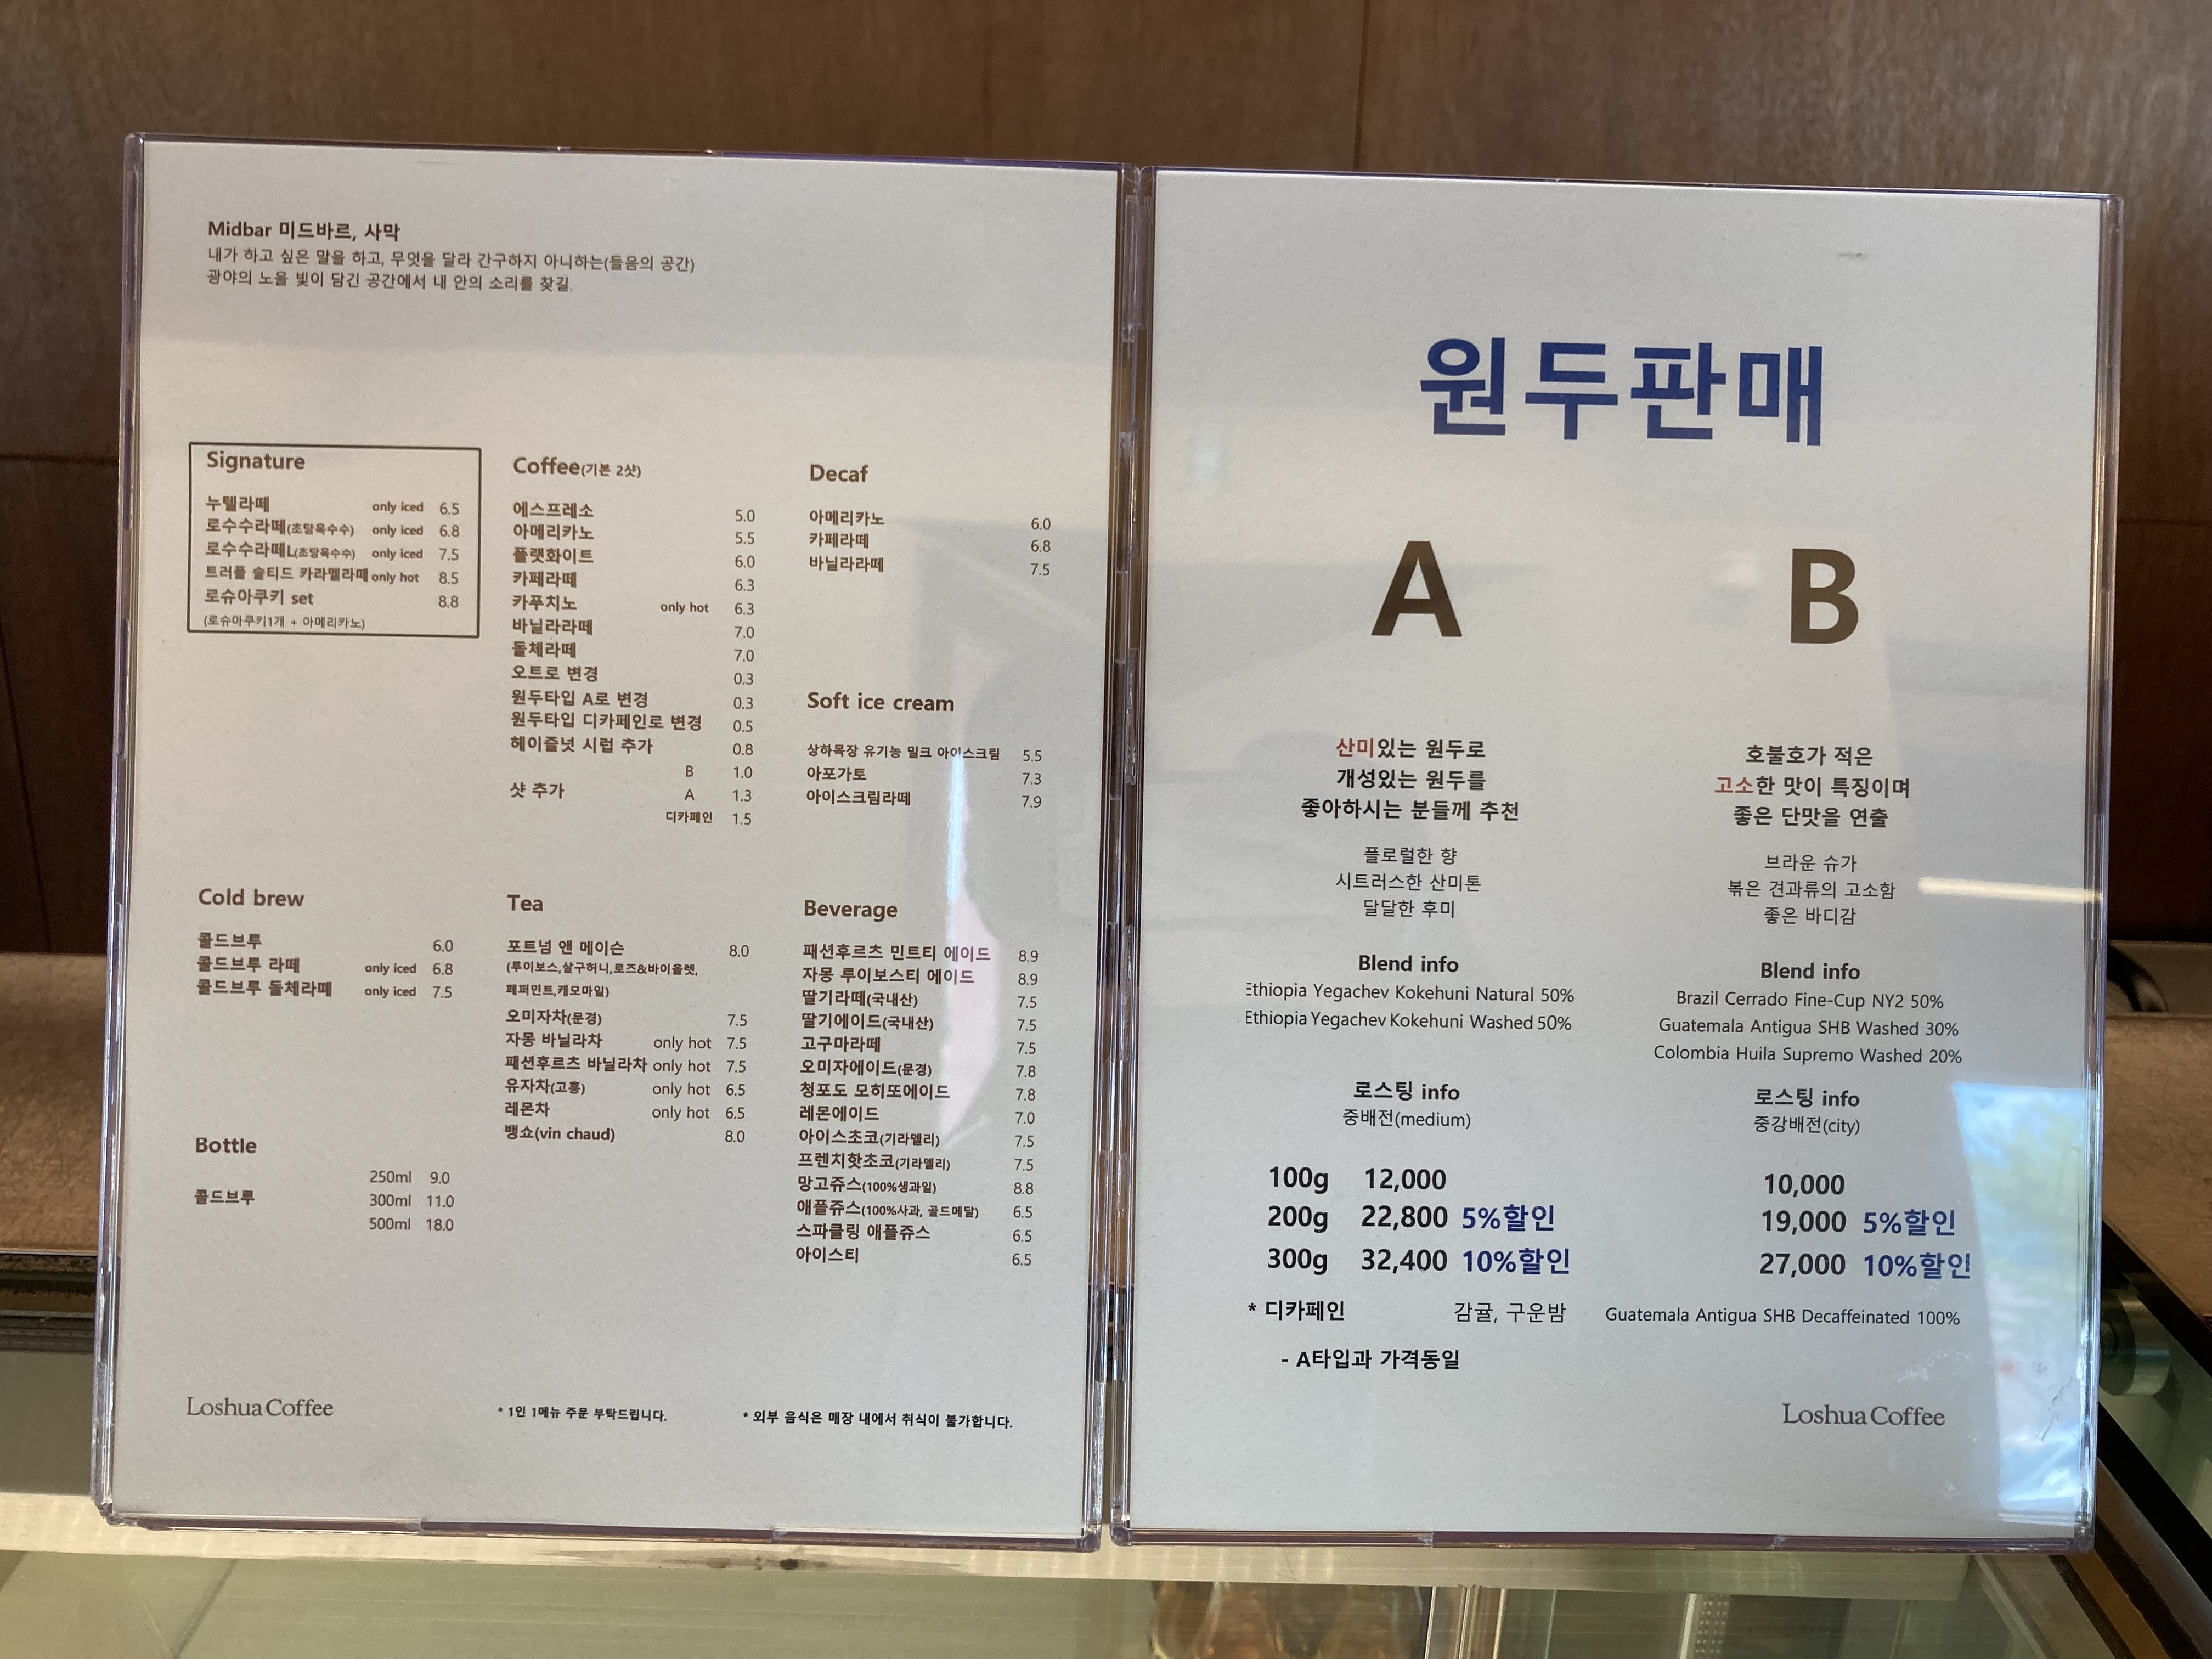 Midbar 미드바르, 사막
내가 하고 싶은 말을 하고, 무엇을 달라 간구하지 아니하는(들음의 공간)
광야의 노을 빛이 담긴 공간에서 내 안의 소리를 찾길.
Signature
누텔라떼 only iced 6.5
로수수라떼(초당옥수수) only iced 6.8
로수수라떼L(초당옥수수) only iced 7.5
트러플 솔티드 카라멜라떼 only hot 8.5
로슈아쿠키 set 8.8
(로슈아쿠키1개 + 아메리카노)
Coffee(기본 2샷)
에스프레소 5.0
아메리카노 5.5
플랫화이트 6.0
카페라떼 6.3
카푸치노 only hot 6.3
바닐라라떼 7.0
돌체라떼 7.0
오트로 변경 0.3
원두타입 A로 변경 0.3
원두타입 디카페인로 변경 0.5
헤이즐넛 시럽 추가 0.8
B 1.0
샷 추가 A 1.3
디카페인 1.5
Decaf
아메리카노 6.0
카페라떼 6.8
바닐라라떼 7.5
Soft ice cream
상하목장 유기농 밀크 아이스크림 5.5
아포가토 7.3
아이스크림라떼 7.9
Cold brew
콜드브루 6.0
콜드브루 라떼 only iced 6.8
콜드브루 돌체라떼 only iced 7.5
Bottle
250ml 9.0
콜드브루 300ml 11.0
500ml 18.0
Tea
포트넘 앤 메이슨 8.0
(루이보스,살구허니,로즈&바이올렛,
페퍼민트,캐모마일)
오미자차(문경) 7.5
자몽 바닐라차 only hot 7.5
패션후르츠 바닐라차 only hot 7.5
유자차(고흥) only hot 6.5
레몬차 only hot 6.5
뱅쇼(vin chaud) 8.0
Beverage
패션후르츠 민트티 에이드 8.9
자몽 루이보스티 에이드 8.9
딸기라떼(국내산) 7.5
딸기에이드(국내산) 7.5
고구마라떼 7.5
오미자에이드(문경) 7.8
청포도 모히또에이드 7.8
레몬에이드 7.0
아이스초코(기라델리) 7.5
프렌치핫초코(기라델리) 7.5
망고쥬스(100%생과일) 8.8
애플쥬스(100%사과, 골드메달) 6.5
스파클링 애플쥬스 6.5
아이스티 6.5
Loshua Coffee
* 1인 1메뉴 주문 부탁드립니다.
* 외부 음식은 매장 내에서 취식이 불가합니다.
원두판매
A
산미있는 원두로
개성있는 원두를
좋아하시는 분들께 추천
플로럴한 향
시트러스한 산미톤
달달한 후미
Blend info
Ethiopia Yegachev Kokehuni Natural 50%
Ethiopia Yegachev Kokehuni Washed 50%
로스팅 info
중배전(medium)
100g 12,000
200g 22,800 5%할인
300g 32,400 10%할인
B
호불호가 적은
고소한 맛이 특징이며
좋은 단맛을 연출
브라운 슈가
볶은 견과류의 고소함
좋은 바디감
Blend info
Brazil Cerrado Fine-Cup NY2 50%
Guatemala Antigua SHB Washed 30%
Colombia Huila Supremo Washed 20%
로스팅 info
중강배전(city)
10,000
19,000 5%할인
27,000 10%할인
* 디카페인 감귤, 구운밤 Guatemala Antigua SHB Decaffeinated 100%
- A타입과 가격동일
Loshua Coffee